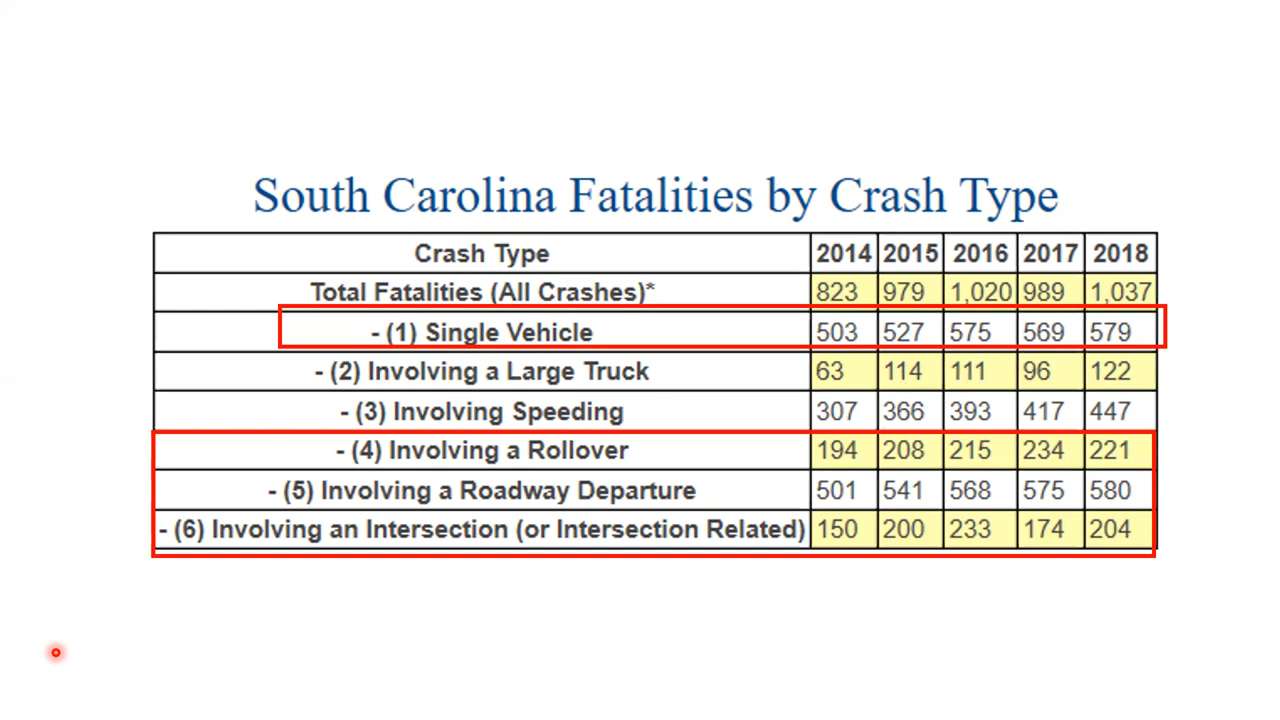 South Carolina Fatalities by Crash Type
Crash Type 2014 2015 2016 2017 2018
Total Fatalities (All Crashes)* 823 979 1,020 989 1,037
- (1) Single Vehicle 503 527 575 569 579
- (2) Involving a Large Truck 63 114 111 96 122
- (3) Involving Speeding 307 366 393 417 447
- (4) Involving a Rollover 194 208 215 234 221
- (5) Involving a Roadway Departure 501 541 568 575 580
- (6) Involving an Intersection (or Intersection Related) 150 200 233 174 204